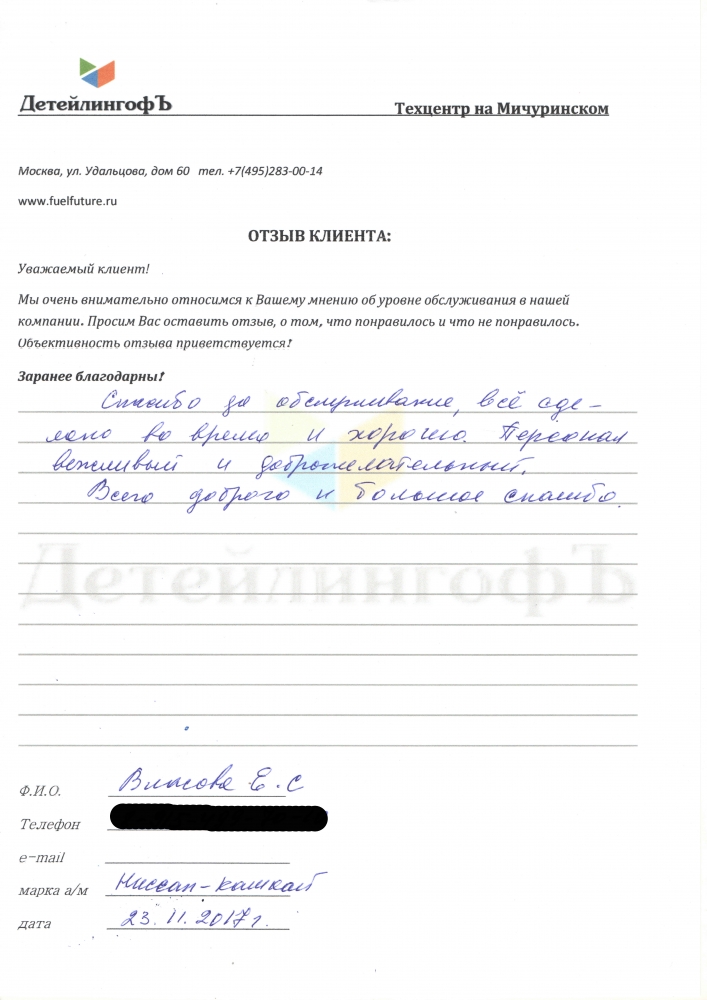 ДетейлингофЪ
Техцентр на Мичуринском
Москва, ул. Удальцова, дом 60 тел. +7(495)283-00-14
www.fuelfuture.ru
ОТЗЫВ КЛИЕНТА:
Уважаемый клиент!
Мы очень внимательно относимся к Вашему мнению об уровне обслуживания в нашей
компании. Просим Вас оставить отзыв, о том, что понравилось и что не понравилось.
Объективность отзыва приветствуется!
Заранее благодарны!
Спасибо за обслуживание, всё сде-
лано во время и хорошо. Персонал
вежливый и доброжелательный.
Всего доброго и большое спасибо.
ДетейлингофЪ
Ф.И.О. Власова Е.С
Телефон
e-mail
марка а/м Ниссан-кашкай
дата 23.11.2017г.